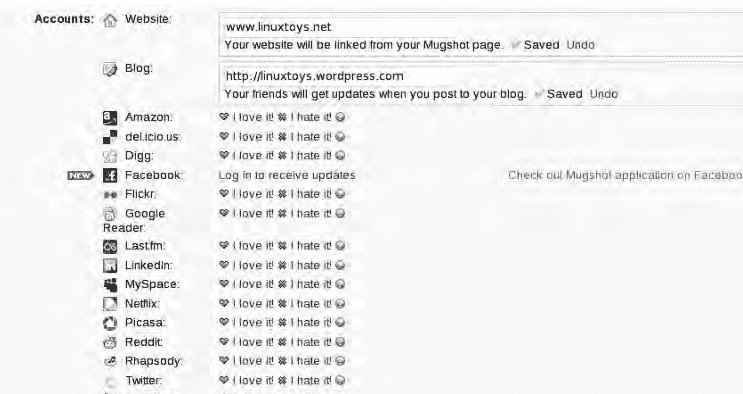 Accounts: Website: www.linuxtoys.net
Your website will be linked from your Mugshot page. Saved Undo
Blog: http://linuxtoys.wordpress.com
Your friends will get updates when you post to your blog. Saved Undo
Amazon: I love it! I hate it!
del.icio.us: I love it! I hate it!
Digg: I love it! I hate it!
NEW Facebook: Log in to receive updates Check out Mugshot application on Faceboo
Flickr: I love it! I hate it!
Google Reader: I love it! I hate it!
Last.fm: I love it! I hate it!
LinkedIn: I love it! I hate it!
MySpace: I love it! I hate it!
Netflix: I love it! I hate it!
Picasa: I love it! I hate it!
Reddit: I love it! I hate it!
Rhapsody: I love it! I hate it!
Twitter: I love it! I hate it!